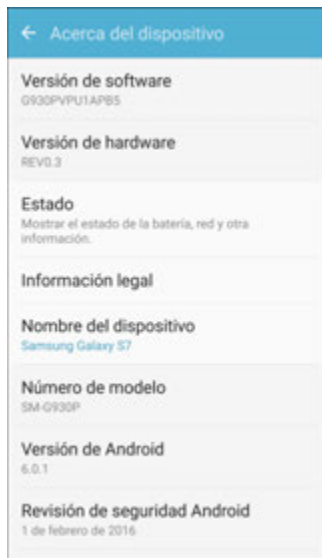 Acerca del dispositivo
Versión de software
G930PVPU1APB5
Versión de hardware
REV0.3
Estado
Mostrar el estado de la batería, red y otra
información.
Información legal
Nombre del dispositivo
Samsung Galaxy S7
Número de modelo
SM-G930P
Versión de Android
6.0.1
Revisión de seguridad Android
1 de febrero de 2016